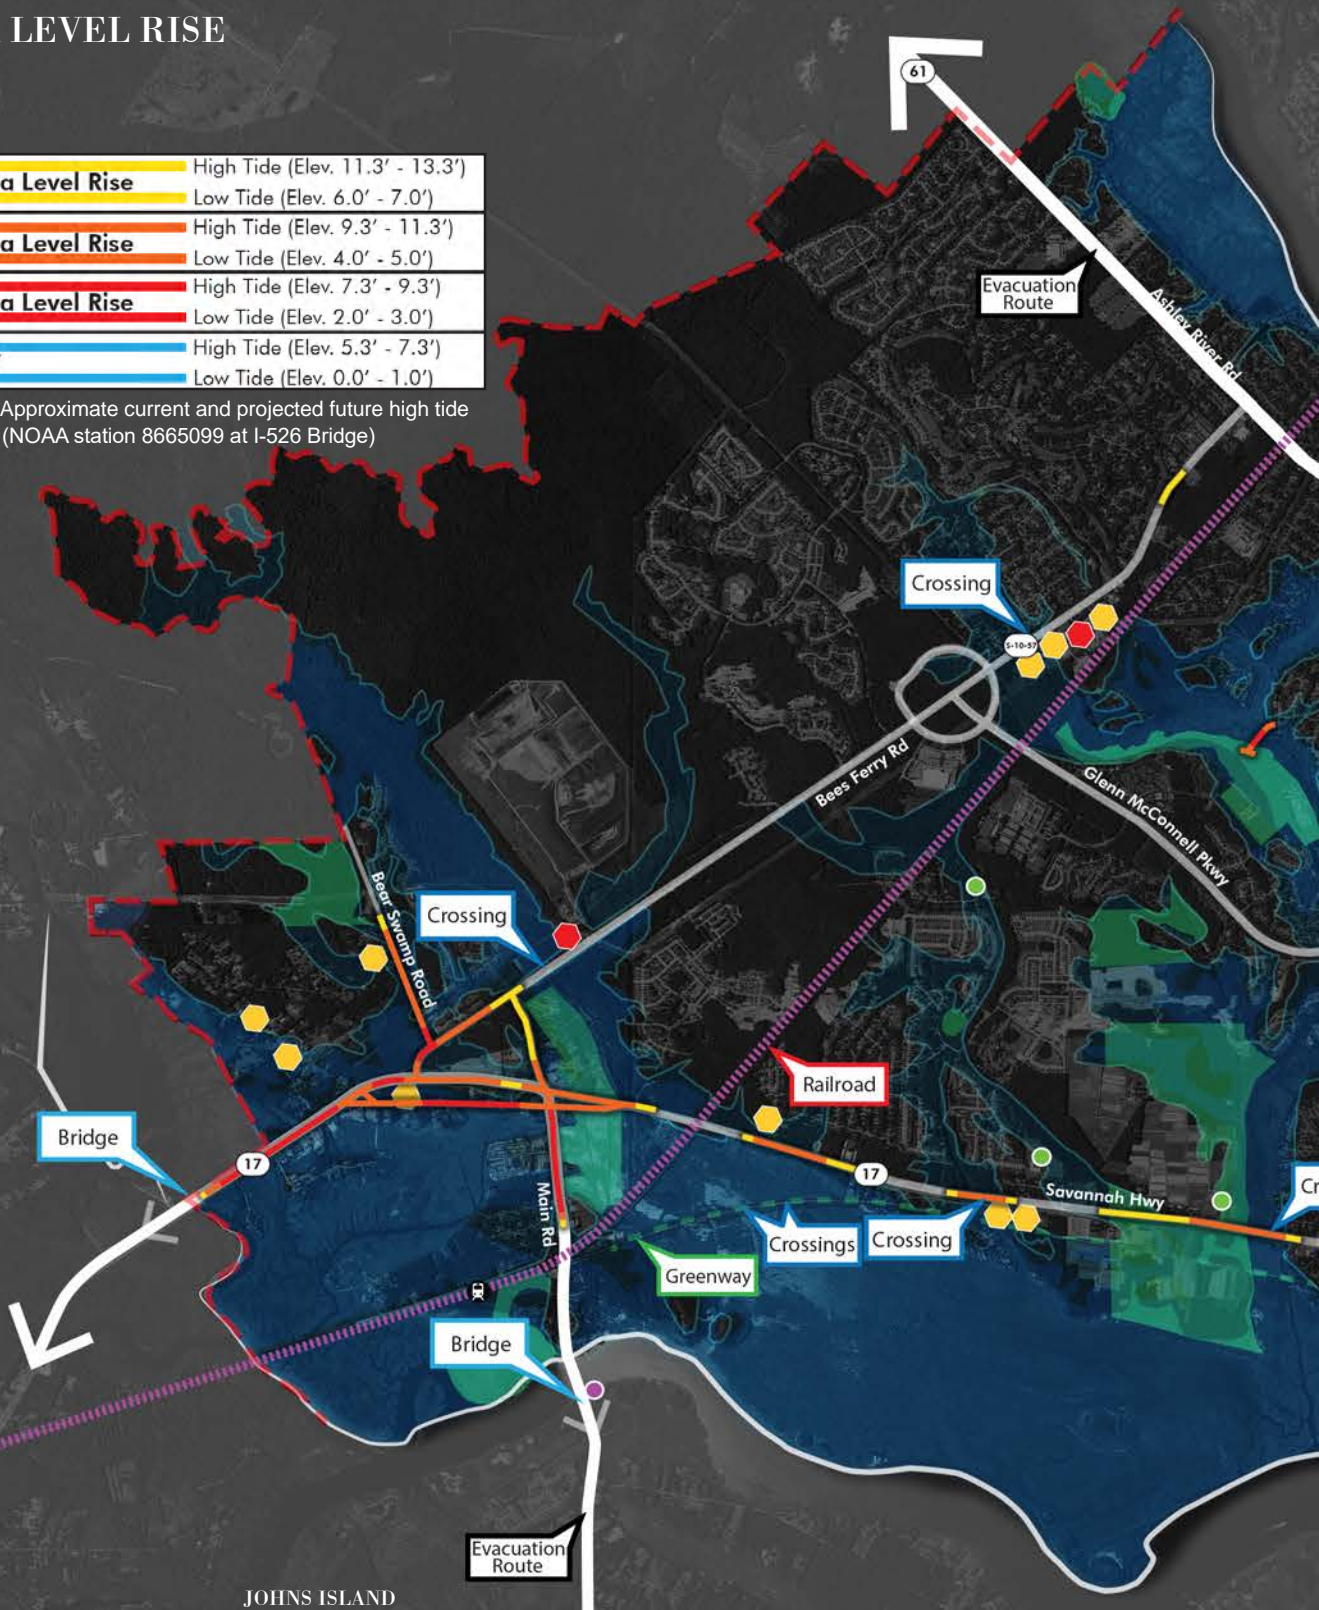 LEVEL RISE
61
High Tide (Elev. 11.3' - 13.3')
a Level Rise
Low Tide (Elev. 6.0' - 7.0')
High Tide (Elev. 9.3' - 11.3')
a Level Rise
Low Tide (Elev. 4.0' - 5.0')
High Tide (Elev. 7.3' - 9.3')
a Level Rise
Low Tide (Elev. 2.0' - 3.0')
High Tide (Elev. 5.3' - 7.3')
Low Tide (Elev. 0.0' - 1.0')
Approximate current and projected future high tide
(NOAA station 8665099 at I-526 Bridge)
Evacuation
Route
Ashley River Rd
Crossing
S-10-57
Bees Ferry Rd
Glenn McConnell Pkwy
Bear Swamp Road
Crossing
Railroad
Bridge
17
17
Main Rd
Savannah Hwy
Cr
Crossings
Crossing
Greenway
Bridge
Evacuation
Route
JOHNS ISLAND